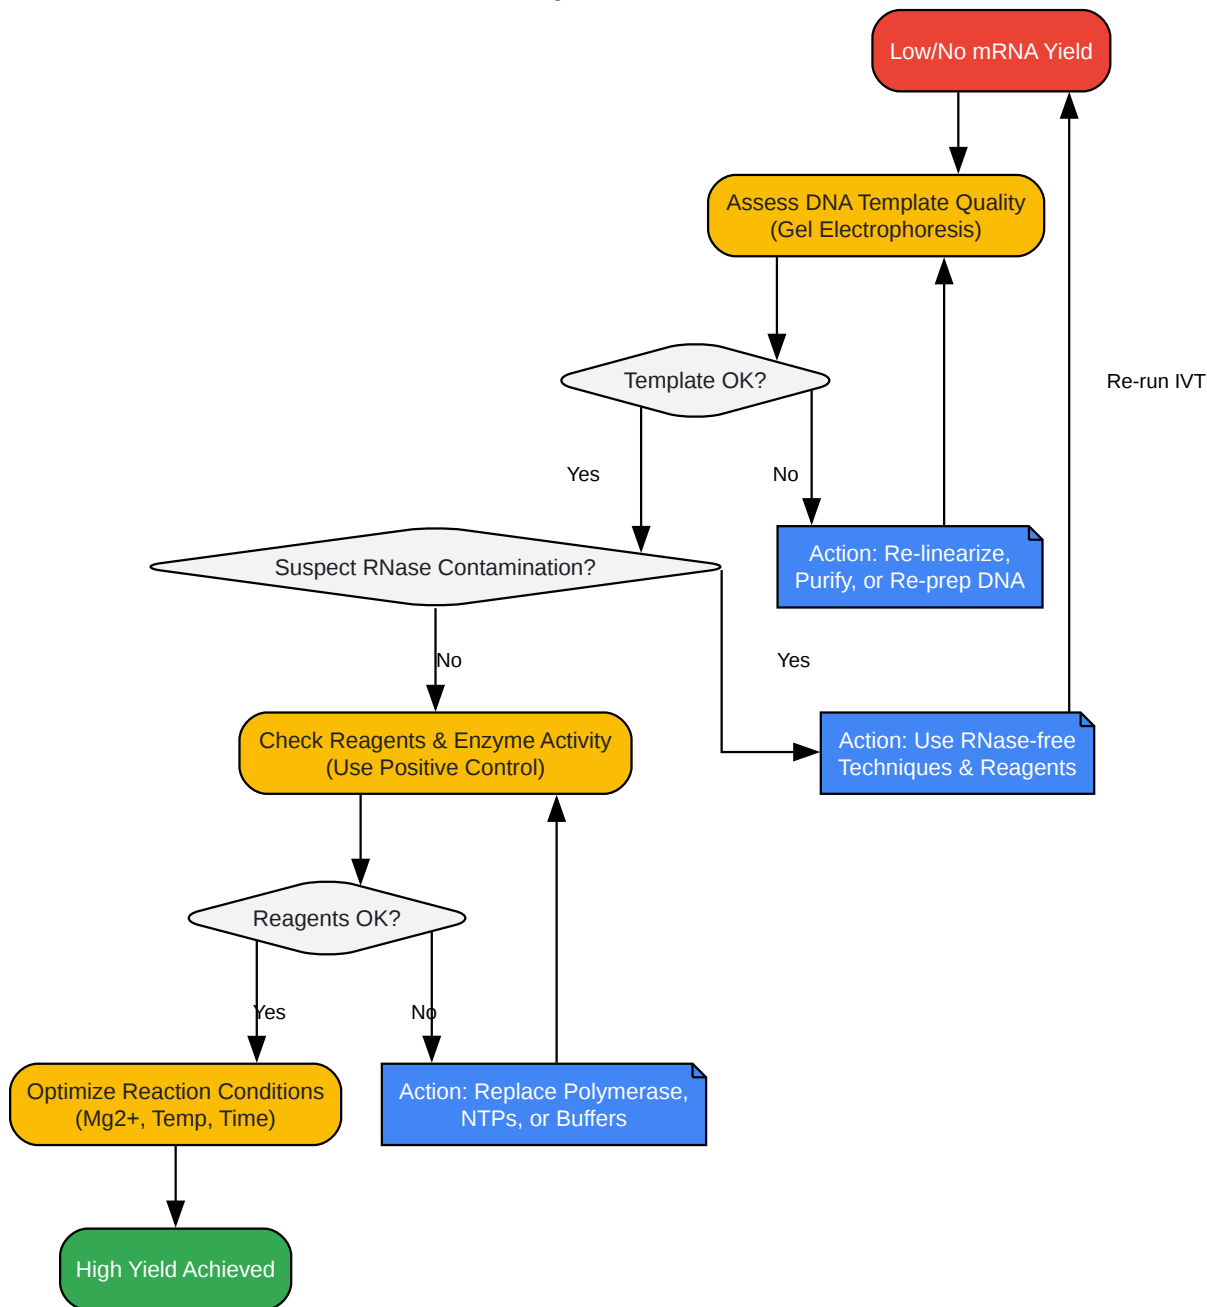 Low/No mRNA Yield
Assess DNA Template Quality
(Gel Electrophoresis)
Template OK?
Re-run IVT
Yes
No
Suspect RNase Contamination?
Action: Re-linearize,
Purify, or Re-prep DNA
No
Yes
Check Reagents & Enzyme Activity
(Use Positive Control)
Action: Use RNase-free
Techniques & Reagents
Reagents OK?
Yes
No
Optimize Reaction Conditions
(Mg2+, Temp, Time)
Action: Replace Polymerase,
NTPs, or Buffers
High Yield Achieved